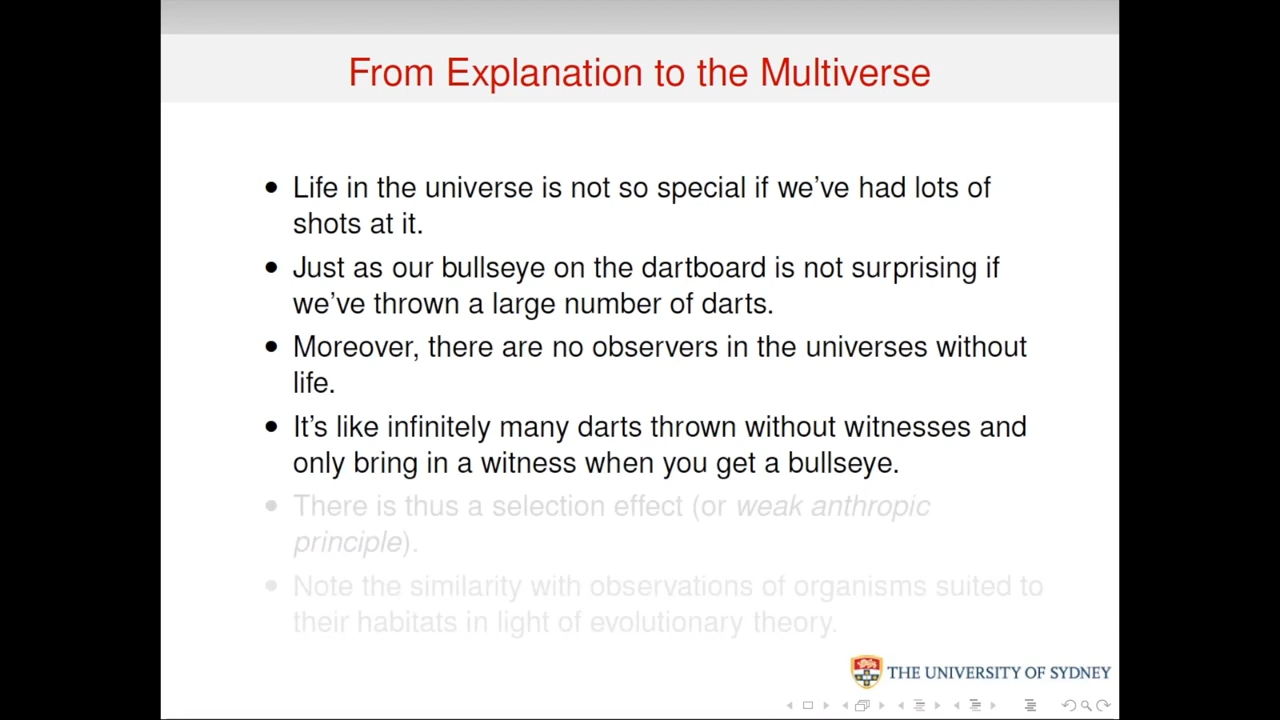 From Explanation to the Multiverse
• Life in the universe is not so special if we've had lots of
shots at it.
• Just as our bullseye on the dartboard is not surprising if
we've thrown a large number of darts.
• Moreover, there are no observers in the universes without
life.
• It's like infinitely many darts thrown without witnesses and
only bring in a witness when you get a bullseye.
• There is thus a selection effect (or weak anthropic
principle).
• Note the similarity with observations of organisms suited to
their habitats in light of evolutionary theory.
THE UNIVERSITY OF SYDNEY